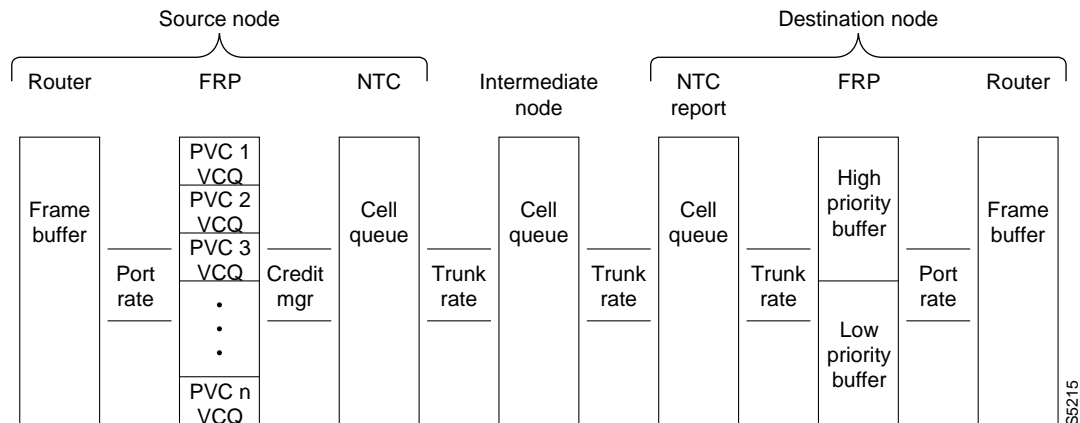 Source node
Destination node
Router
FRP
NTC
Intermediate
node
NTC
report
FRP
Router
Frame
buffer
Port
rate
PVC 1
VCQ
PVC 2
VCQ
PVC 3
VCQ
PVC n
VCQ
Credit
mgr
Cell
queue
Trunk
rate
Cell
queue
Trunk
rate
Cell
queue
Trunk
rate
High
priority
buffer
Low
priority
buffer
Port
rate
Frame
buffer
S5215